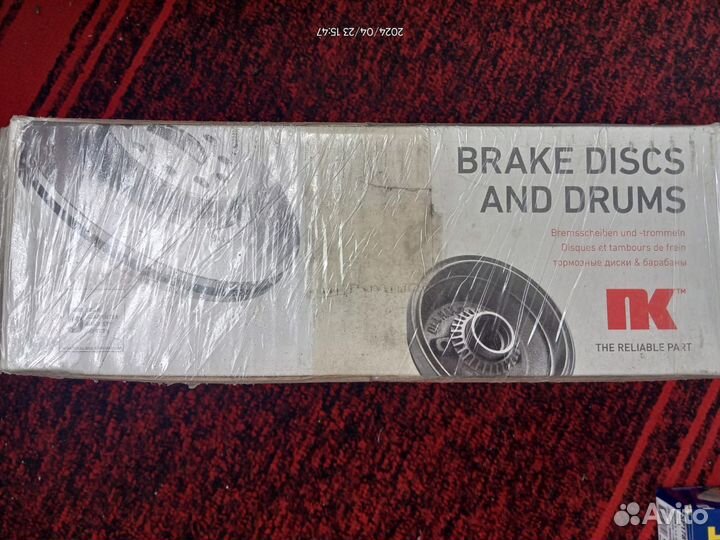 2024/04/23 15:47
BRAKE DISCS
AND DRUMS
Bremsscheiben und -trommeln
Disques et tambours de frein
тормозные диски & барабаны
NK™
THE RELIABLE PART
Avito